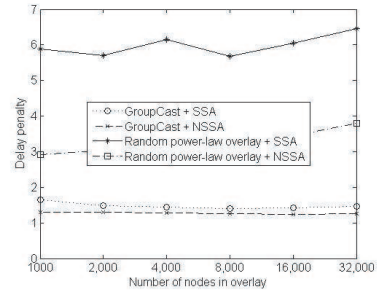 7
6
5
4
3
2
1
0
Delay penalty
GroupCast + SSA
GroupCast + NSSA
Random power-law overlay + SSA
Random power-law overlay + NSSA
1000 2,000 4,000 8,000 16,000 32,000
Number of nodes in overlay